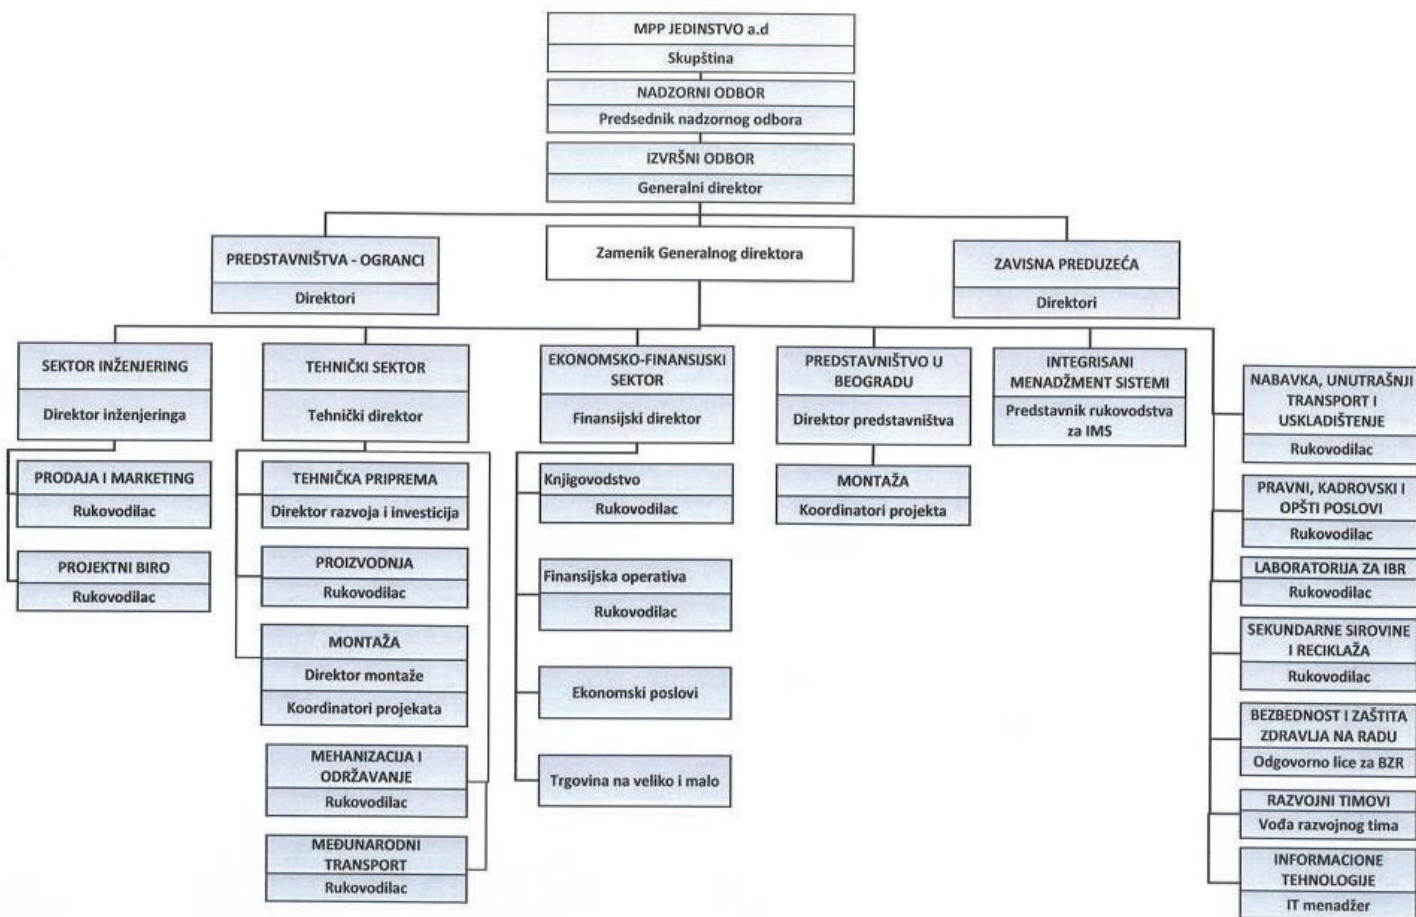 MPP JEDINSTVO a.d
Skupština
NADZORNI ODBOR
Predsednik nadzornog odbora
IZVRŠNI ODBOR
Generalni direktor
PREDSTAVNIŠTVA - OGRANCI
Direktori
Zamenik Generalnog direktora
ZAVISNA PREDUZEĆA
Direktori
SEKTOR INŽENJERING
Direktor inženjeringa
PRODAJA I MARKETING
Rukovodilac
PROJEKTNI BIRO
Rukovodilac
TEHNIČKI SEKTOR
Tehnički direktor
TEHNIČKA PRIPREMA
Direktor razvoja i investicija
PROIZVODNJA
Rukovodilac
MONTAŽA
Direktor montaže
Koordinatori projekata
MEHANIZACIJA I
ODRŽAVANJE
Rukovodilac
MEĐUNARODNI
TRANSPORT
Rukovodilac
EKONOMSKO-FINANSIJSKI
SEKTOR
Finansijski direktor
Knjigovodstvo
Rukovodilac
Finansijska operativa
Rukovodilac
Ekonomski poslovi
Trgovina na veliko i malo
PREDSTAVNIŠTVO U
BEOGRADU
Direktor predstavništva
MONTAŽA
Koordinatori projekta
INTEGRISANI
MENADŽMENT SISTEMI
Predstavnik rukovodstva
za IMS
NABAVKA, UNUTRAŠNJI
TRANSPORT I
USKLADIŠTENJE
Rukovodilac
PRAVNI, KADROVSKI I
OPŠTI POSLOVI
Rukovodilac
LABORATORIJA ZA IBR
Rukovodilac
SEKUNDARNE SIROVINE
I RECIKLAŽA
Rukovodilac
BEZBEDNOST I ZAŠTITA
ZDRAVLJA NA RADU
Odgovorno lice za BZR
RAZVOJNI TIMOVI
Vođa razvojnog tima
INFORMACIONE
TEHNOLOGIJE
IT menadžer